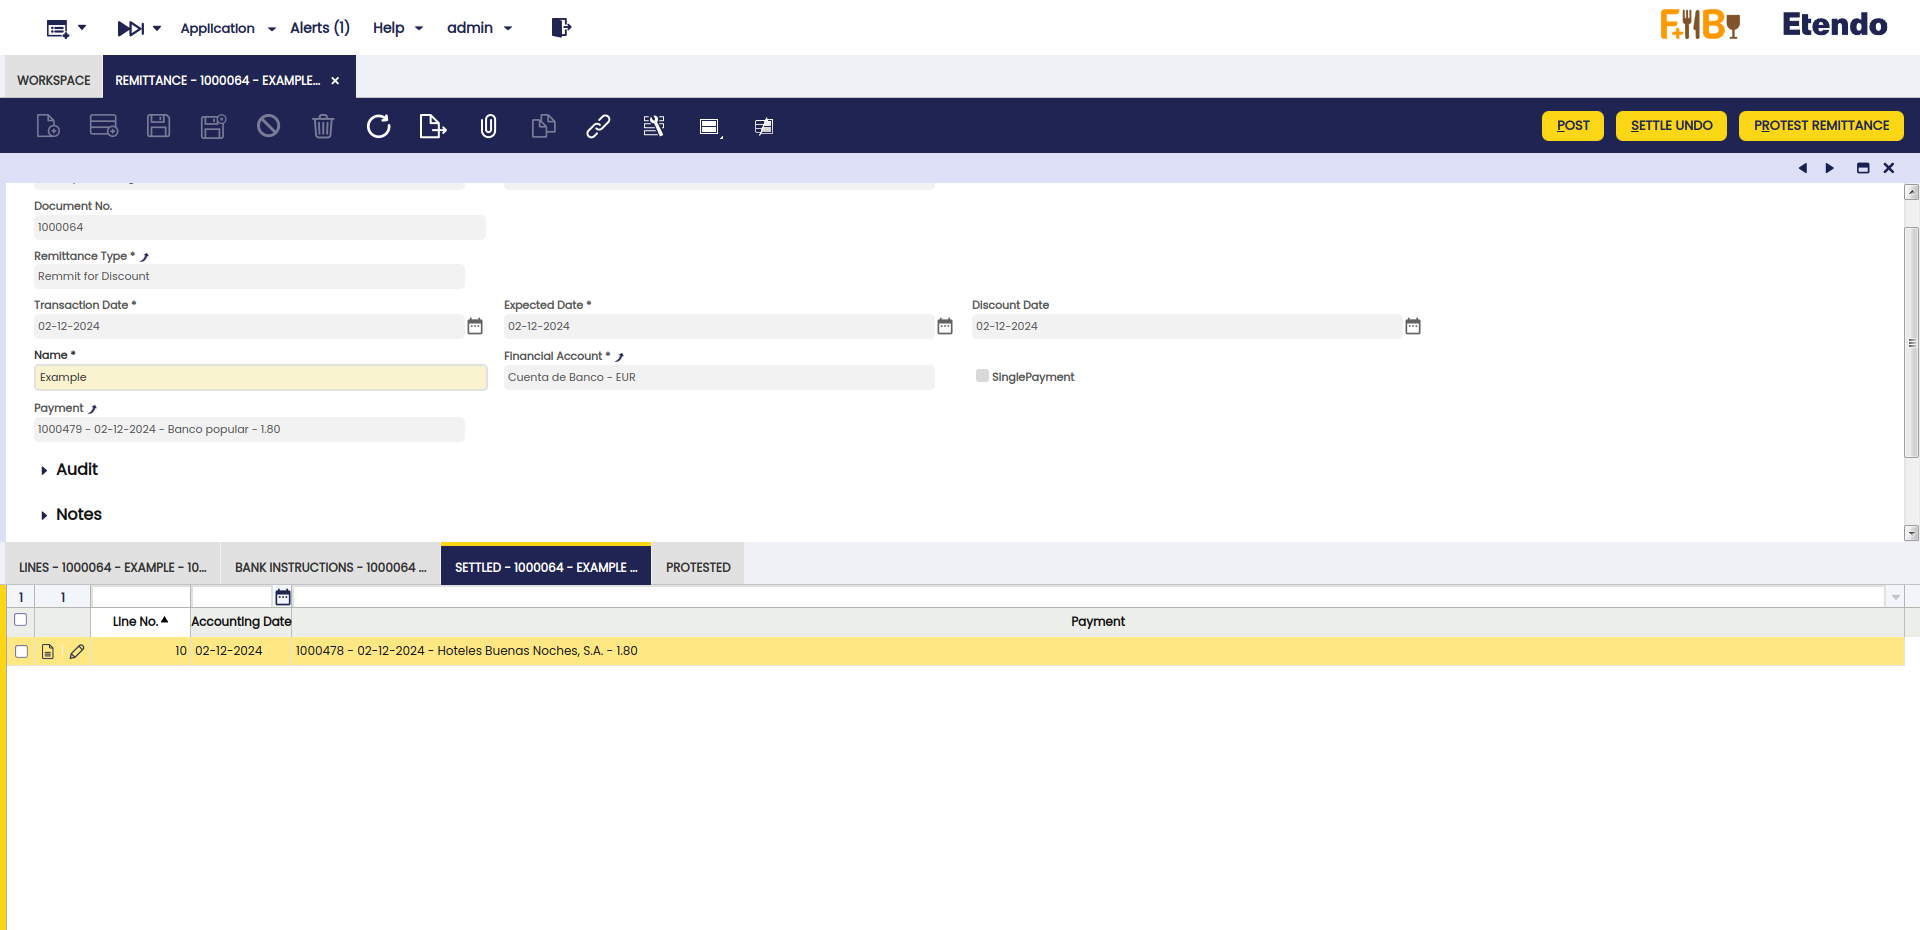 Application
Alerts (1)
Help
admin
F+B
Etendo
WORKSPACE
REMITTANCE - 1000064 - EXAMPLE...
POST
SETTLE UNDO
PROTEST REMITTANCE
Document No.
1000064
Remittance Type *
Remmit for Discount
Transaction Date *
Expected Date *
Discount Date
02-12-2024
02-12-2024
02-12-2024
Name *
Financial Account *
Example
Cuenta de Banco - EUR
SinglePayment
Payment
1000479 - 02-12-2024 - Banco popular - 1.80
Audit
Notes
LINES - 1000064 - EXAMPLE - 10...
BANK INSTRUCTIONS - 1000064 ...
SETTLED - 1000064 - EXAMPLE ...
PROTESTED
1
1
Line No.
Accounting Date
Payment
10
02-12-2024
1000478 - 02-12-2024 - Hoteles Buenas Noches, S.A. - 1.80